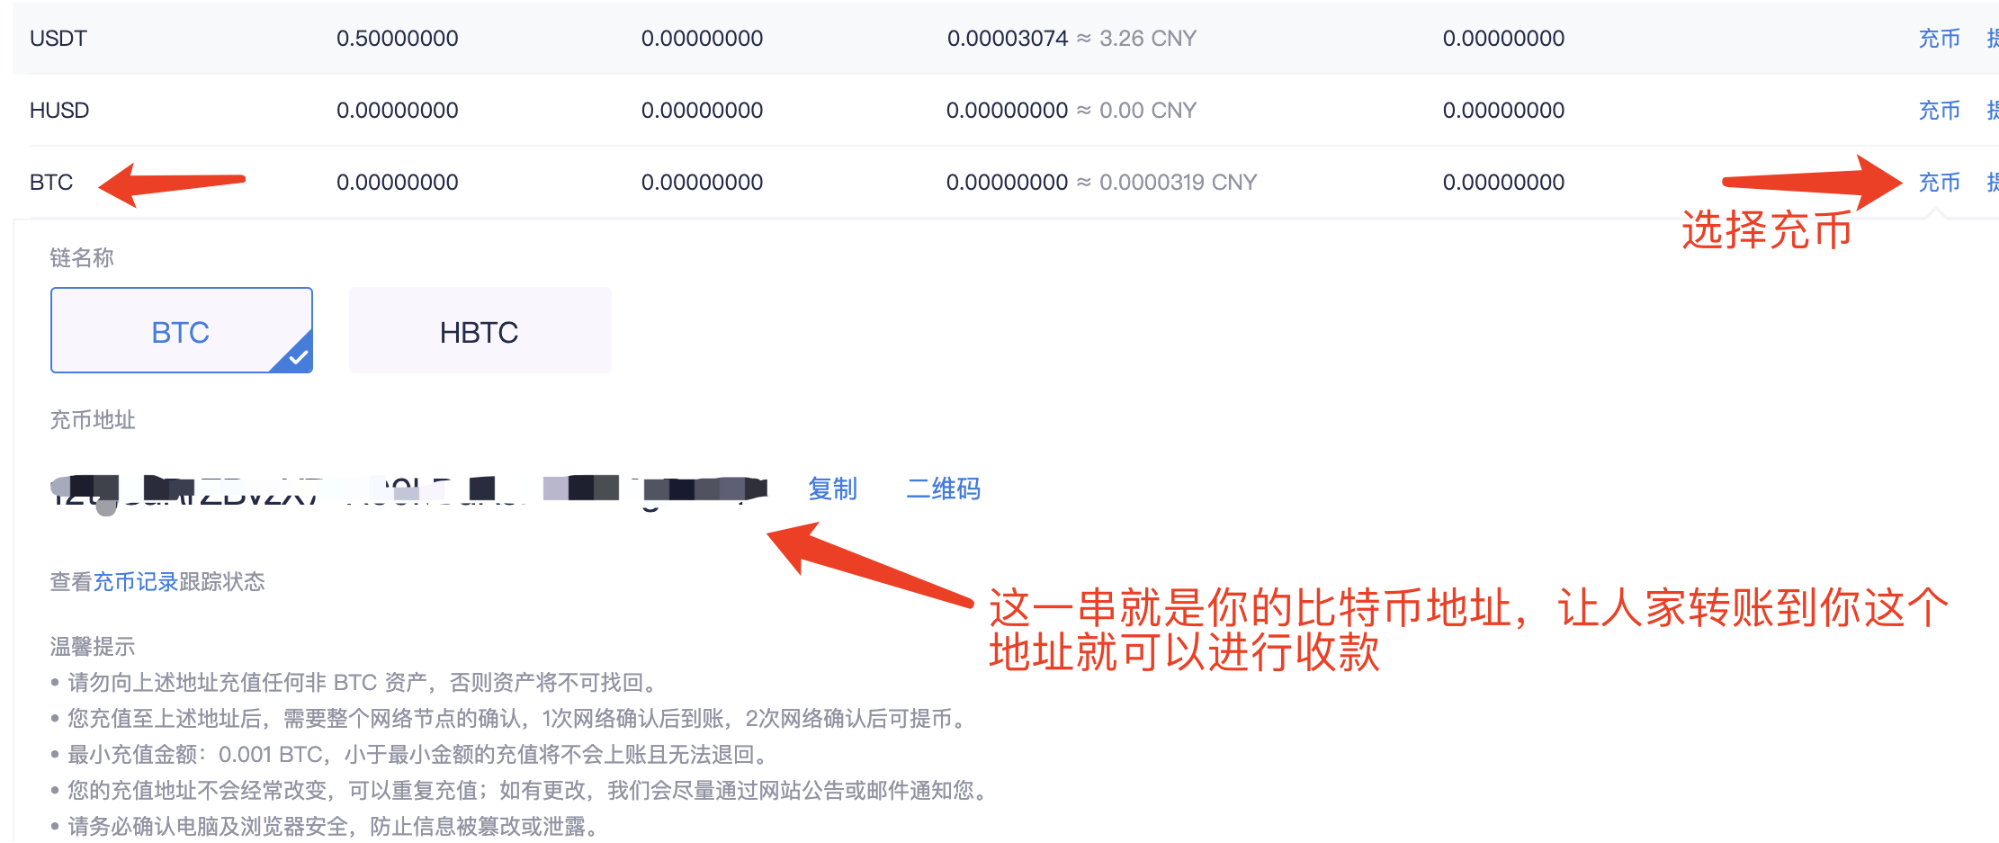 USDT 0.50000000 0.00000000 0.00003074 ≈ 3.26 CNY 0.00000000 充币
HUSD 0.00000000 0.00000000 0.00000000 ≈ 0.00 CNY 0.00000000 充币
BTC 0.00000000 0.00000000 0.00000000 ≈ 0.0000319 CNY 0.00000000 充币
选择充币
链名称
BTC HBTC
充币地址
复制 二维码
查看充币记录跟踪状态
这一串就是你的比特币地址，让人家转账到你这个
地址就可以进行收款
温馨提示
• 请勿向上述地址充值任何非 BTC 资产，否则资产将不可找回。
• 您充值至上述地址后，需要整个网络节点的确认，1次网络确认后到账，2次网络确认后可提币。
• 最小充值金额：0.001 BTC，小于最小金额的充值将不会上账且无法退回。
• 您的充值地址不会经常改变，可以重复充值；如有更改，我们会尽量通过网站公告或邮件通知您。
• 请务必确认电脑及浏览器安全，防止信息被篡改或泄露。